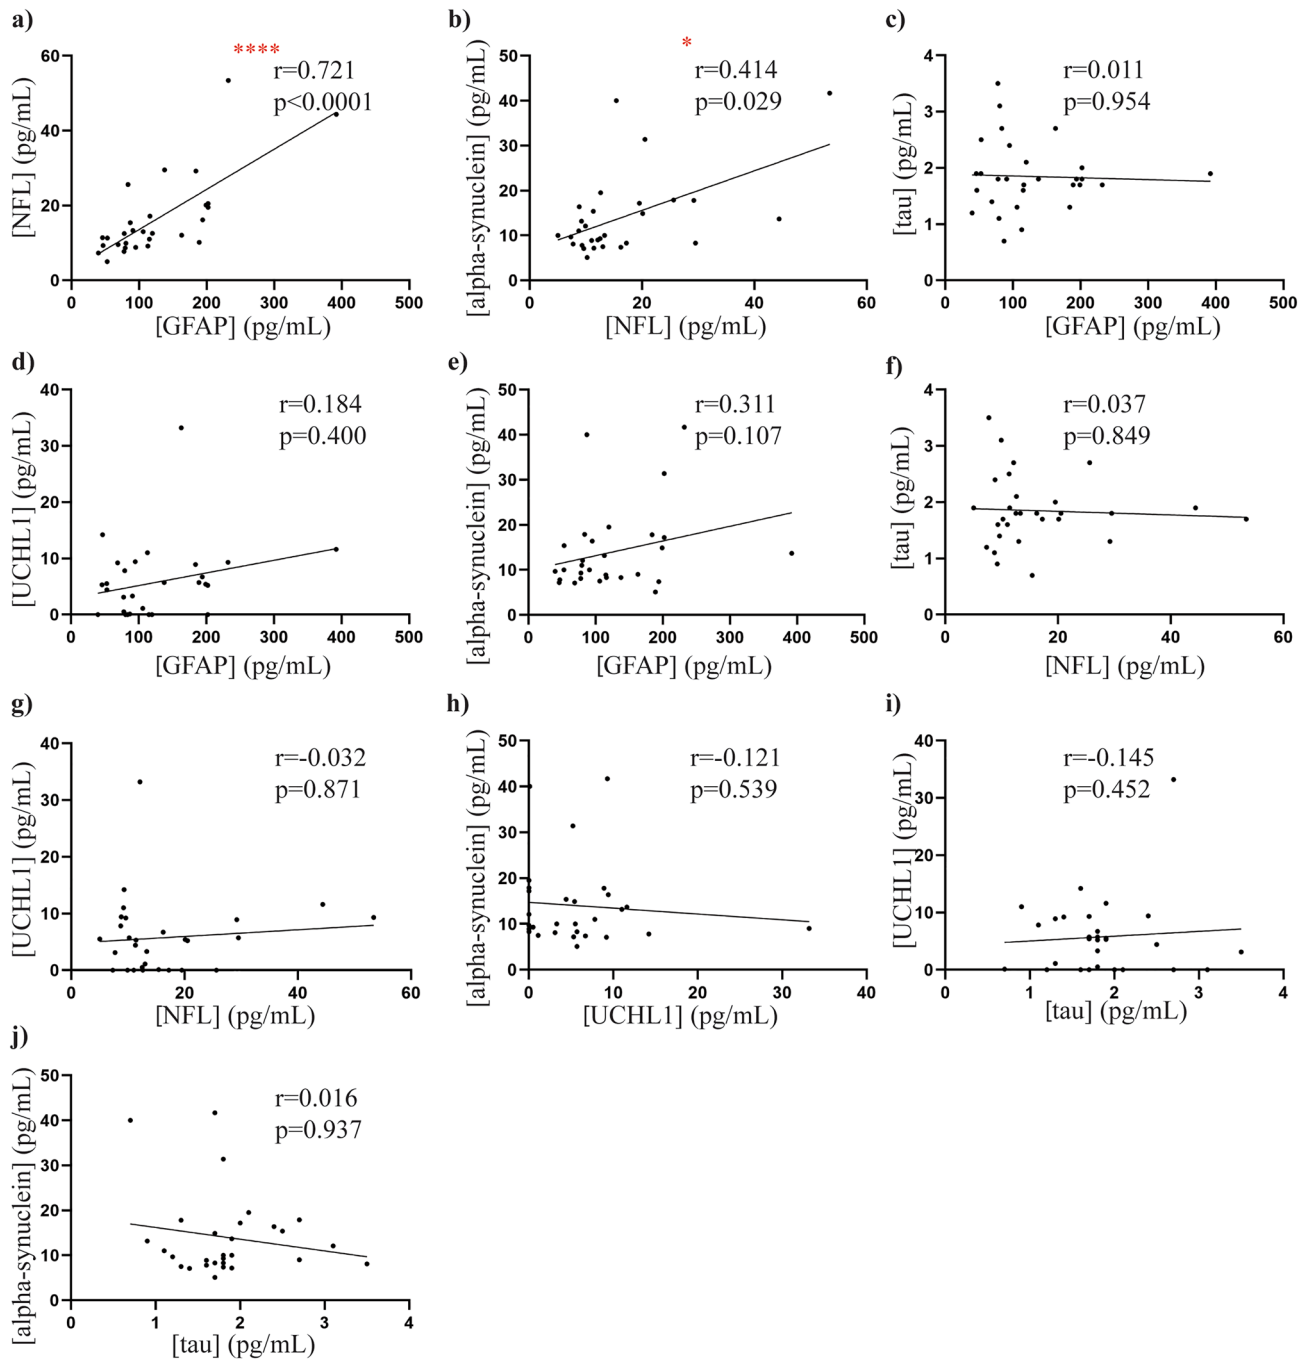 a)
****
r=0.721
p<0.0001
[NFL] (pg/mL)
60
40
20
0
0 100 200 300 400 500
[GFAP] (pg/mL)
b)
*
r=0.414
p=0.029
[alpha-synuclein] (pg/mL)
50
40
30
20
10
0
0 20 40 60
[NFL] (pg/mL)
c)
r=0.011
p=0.954
[tau] (pg/mL)
4
3
2
1
0
0 100 200 300 400 500
[GFAP] (pg/mL)
d)
r=0.184
p=0.400
[UCHL1] (pg/mL)
40
30
20
10
0
0 100 200 300 400 500
[GFAP] (pg/mL)
e)
r=0.311
p=0.107
[alpha-synuclein] (pg/mL)
50
40
30
20
10
0
0 100 200 300 400 500
[GFAP] (pg/mL)
f)
r=0.037
p=0.849
[tau] (pg/mL)
4
3
2
1
0
0 20 40 60
[NFL] (pg/mL)
g)
r=-0.032
p=0.871
[UCHL1] (pg/mL)
40
30
20
10
0
0 20 40 60
[NFL] (pg/mL)
h)
r=-0.121
p=0.539
[alpha-synuclein] (pg/mL)
50
40
30
20
10
0
0 10 20 30 40
[UCHL1] (pg/mL)
i)
r=-0.145
p=0.452
[UCHL1] (pg/mL)
40
30
20
10
0
0 1 2 3 4
[tau] (pg/mL)
j)
r=0.016
p=0.937
[alpha-synuclein] (pg/mL)
50
40
30
20
10
0
0 1 2 3 4
[tau] (pg/mL)